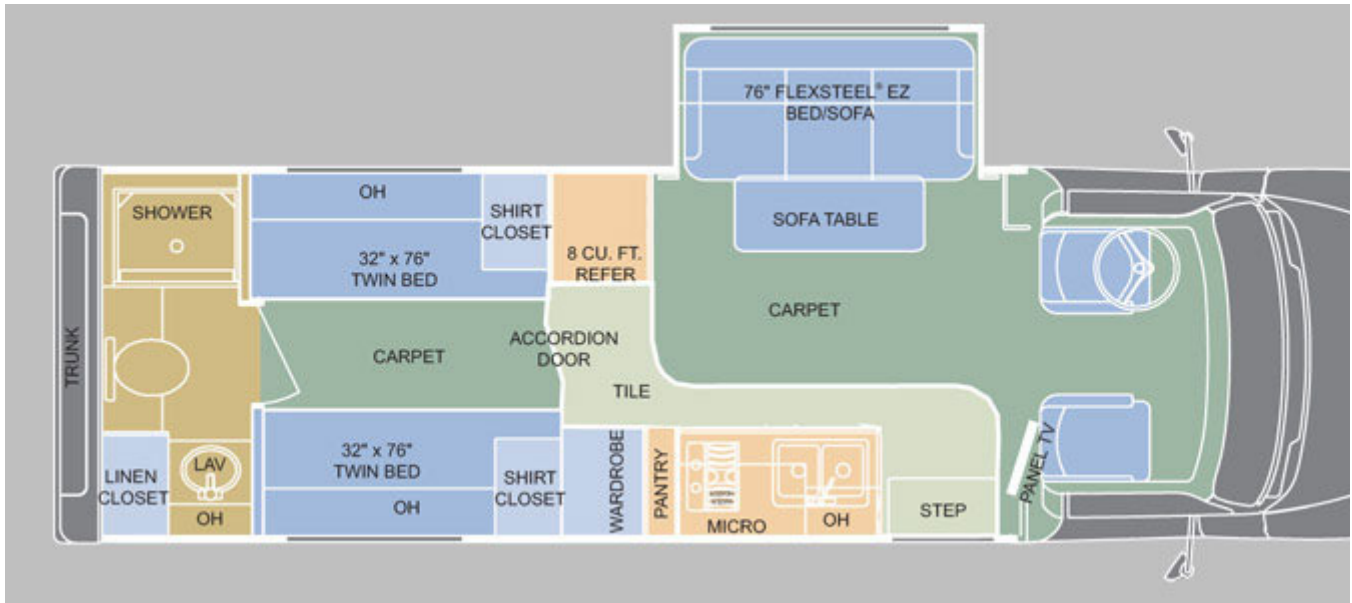 76" FLEXSTEEL® EZ
BED/SOFA
SOFA TABLE
SHOWER
OH
SHIRT
CLOSET
32" x 76"
TWIN BED
8 CU. FT.
REFER
CARPET
TRUNK
CARPET
ACCORDION
DOOR
TILE
32" x 76"
TWIN BED
OH
SHIRT
CLOSET
LINEN
CLOSET
LAV
OH
WARDROBE
PANTRY
MICRO
OH
STEP
PANEL TV